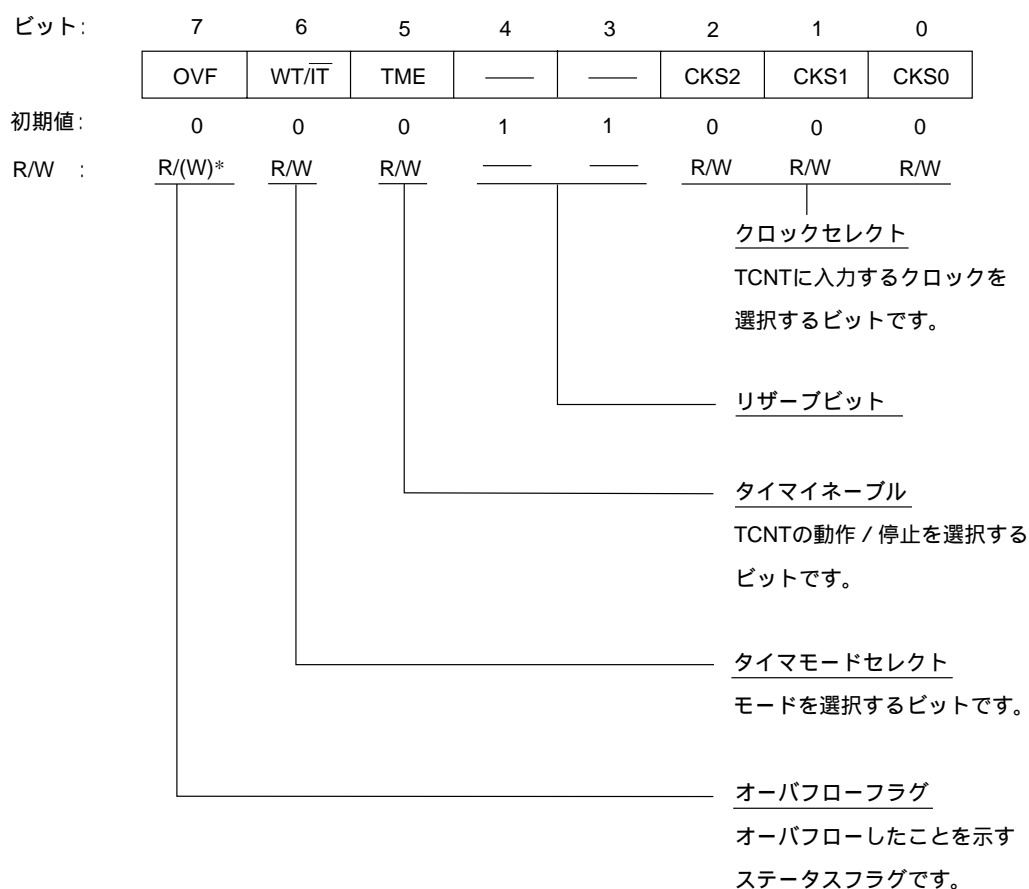 ビット: 7 6 5 4 3 2 1 0
OVF WT/I̅T̅ TME — — CKS2 CKS1 CKS0
初期値: 0 0 0 1 1 0 0 0
R/W : R/(W)* R/W R/W — — R/W R/W R/W
クロックセレクト
TCNTに入力するクロックを
選択するビットです。
リザーブビット
タイマイネーブル
TCNTの動作/停止を選択する
ビットです。
タイマモードセレクト
モードを選択するビットです。
オーバフローフラグ
オーバフローしたことを示す
ステータスフラグです。